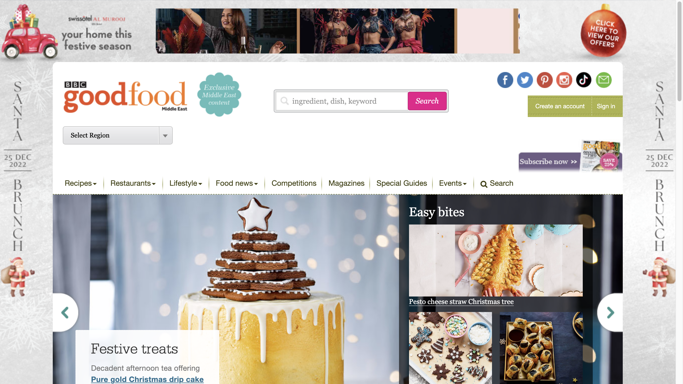 swissôtel AL MUROOJ
your home this
festive season
CLICK
HERE
TO VIEW
OUR
OFFERS
BBC
goodfood
Middle East
Exclusive
Middle East
content
ingredient, dish, keyword
Search
Create an account
Sign in
Select Region
Subscribe now >>
SAVE
Recipes
Restaurants
Lifestyle
Food news
Competitions
Magazines
Special Guides
Events
Search
SANTA
25 DEC
2022
BRUNCH
SANTA
25 DEC
2022
BRUNCH
Easy bites
Pesto cheese straw Christmas tree
Festive treats
Decadent afternoon tea offering
Pure gold Christmas drip cake